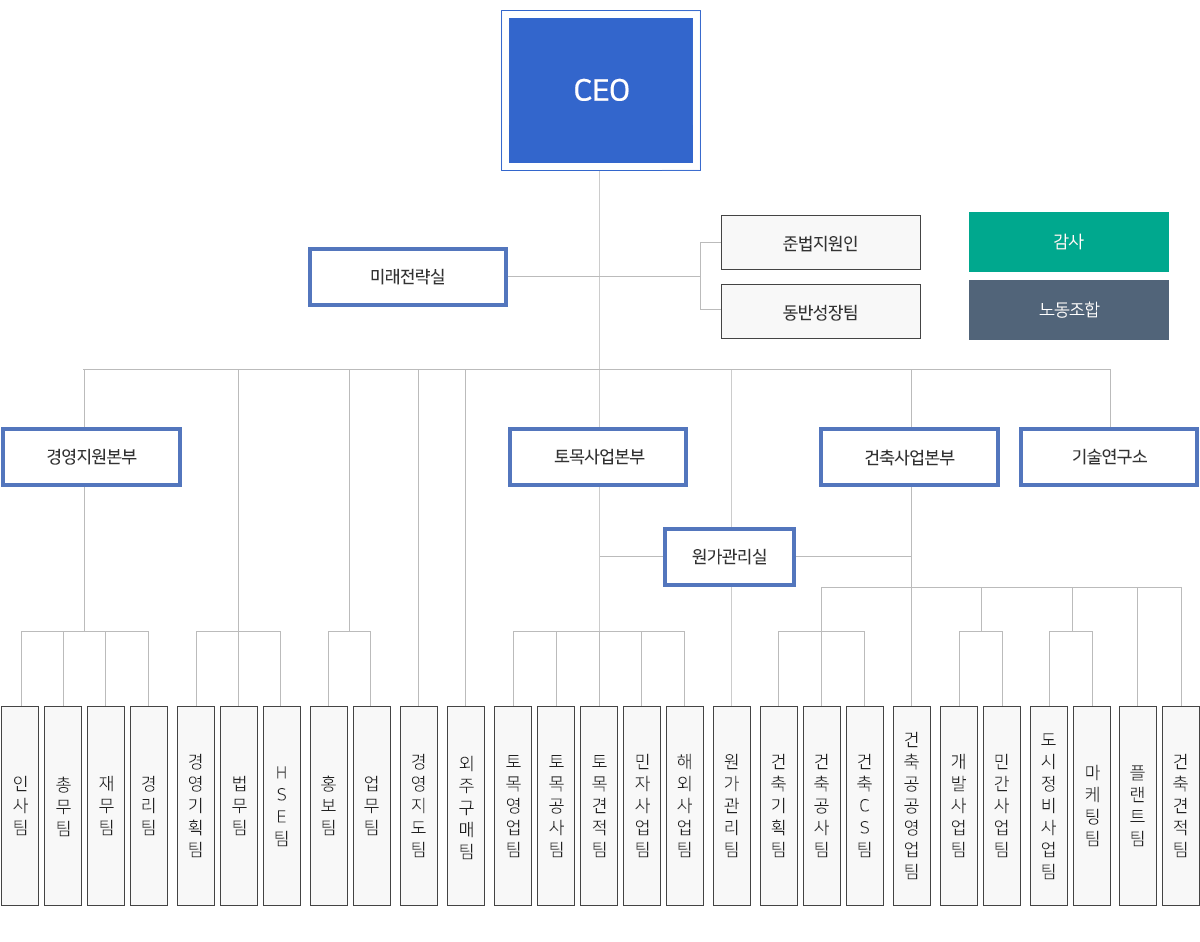 CEO
준법지원인
감사
미래전략실
동반성장팀
노동조합
경영지원본부
토목사업본부
건축사업본부
기술연구소
원가관리실
인사팀
총무팀
재무팀
경리팀
경영기획팀
법무팀
HSE팀
홍보팀
업무팀
경영지도팀
외주구매팀
토목영업팀
토목공사팀
토목견적팀
민자사업팀
해외사업팀
원가관리팀
건축기획팀
건축공사팀
건축CS팀
건축공공영업팀
개발사업팀
민간사업팀
도시정비사업팀
마케팅팀
플랜트팀
건축견적팀